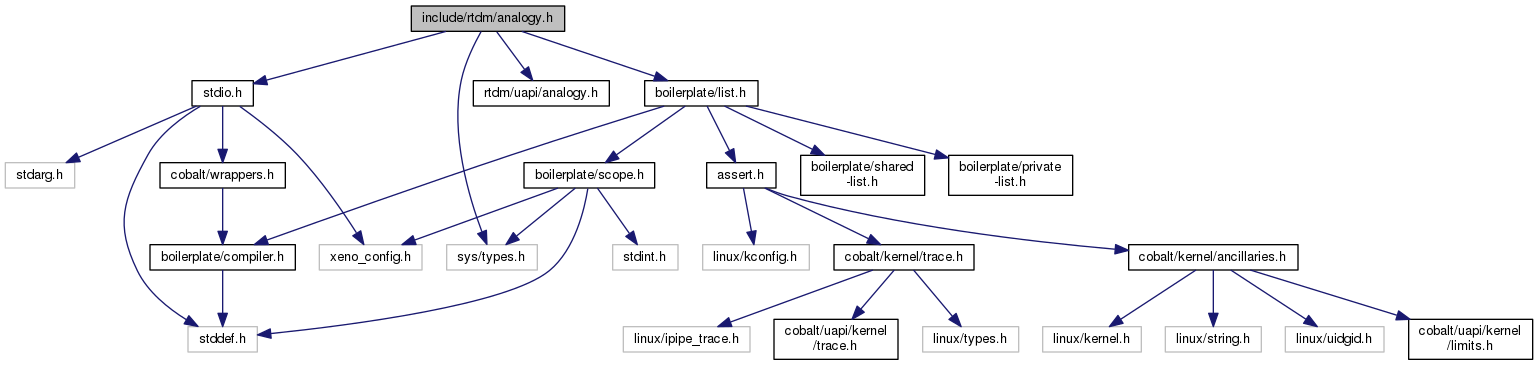 include/rtdm/analogy.h
stdio.h
rtdm/uapi/analogy.h
boilerplate/list.h
stdarg.h
cobalt/wrappers.h
boilerplate/scope.h
assert.h
boilerplate/shared
-list.h
boilerplate/private
-list.h
boilerplate/compiler.h
xeno_config.h
sys/types.h
stdint.h
linux/kconfig.h
cobalt/kernel/trace.h
cobalt/kernel/ancillaries.h
stddef.h
linux/ipipe_trace.h
cobalt/uapi/kernel
/trace.h
linux/types.h
linux/kernel.h
linux/string.h
linux/uidgid.h
cobalt/uapi/kernel
/limits.h